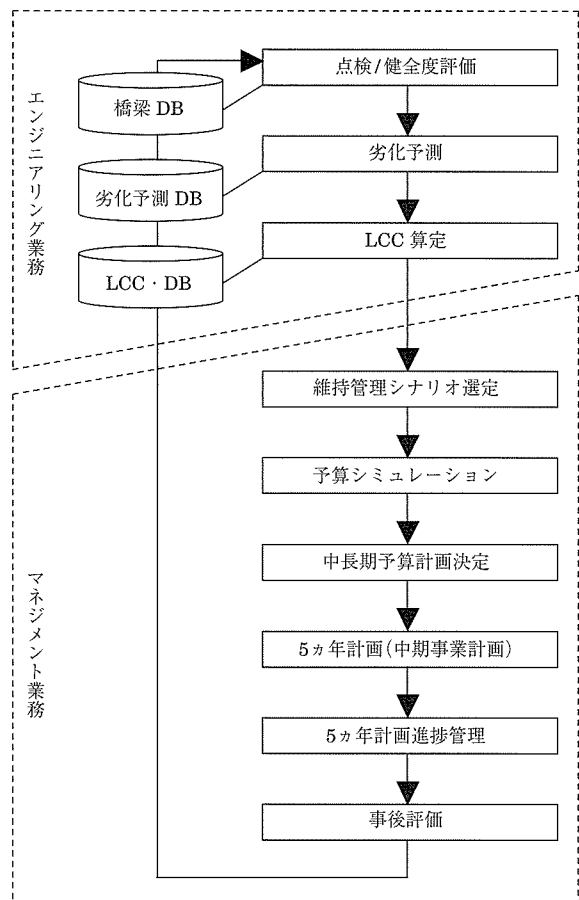 エンジニアリング業務
点検/健全度評価
橋梁 DB
劣化予測
劣化予測 DB
LCC 算定
LCC・DB
マネジメント業務
維持管理シナリオ選定
予算シミュレーション
中長期予算計画決定
5ヵ年計画(中期事業計画)
5ヵ年計画進捗管理
事後評価